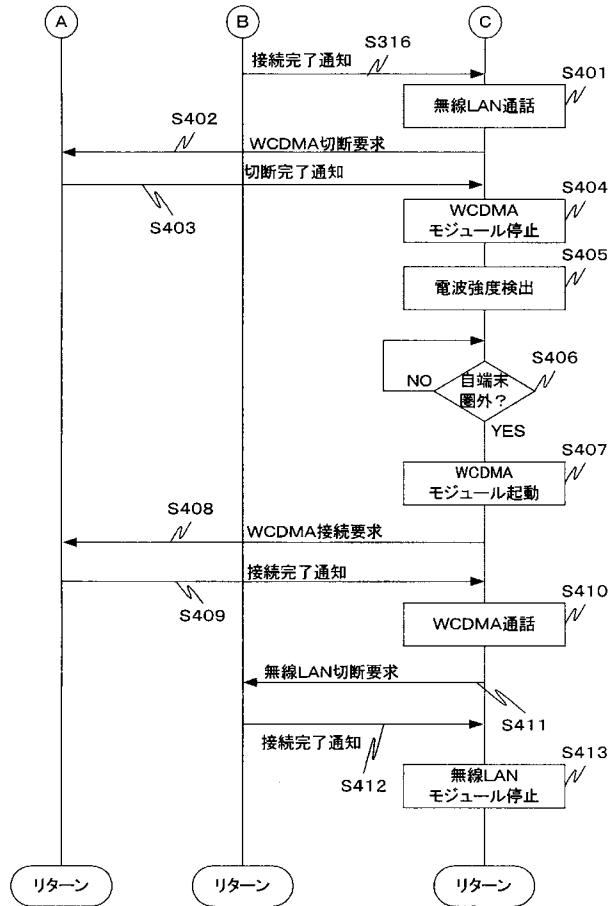 A
B
C
接続完了通知
S316
S401
無線LAN通話
S402
WCDMA切断要求
切断完了通知
S403
S404
WCDMA
モジュール停止
S405
電波強度検出
S406
自端末
圏外？
NO
YES
S407
WCDMA
モジュール起動
S408
WCDMA接続要求
接続完了通知
S409
S410
WCDMA通話
無線LAN切断要求
S411
接続完了通知
S412
S413
無線LAN
モジュール停止
リターン
リターン
リターン